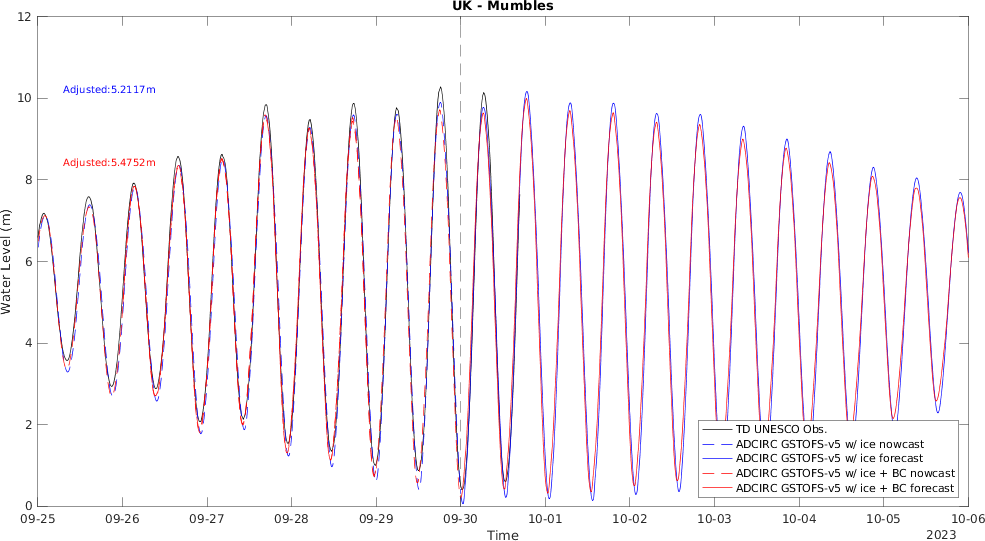 UK - Mumbles
12
10
8
6
4
2
0
Water Level (m)
Adjusted:5.2117m
Adjusted:5.4752m
TD UNESCO Obs.
ADCIRC GSTOFS-v5 w/ ice nowcast
ADCIRC GSTOFS-v5 w/ ice forecast
ADCIRC GSTOFS-v5 w/ ice + BC nowcast
ADCIRC GSTOFS-v5 w/ ice + BC forecast
09-25 09-26 09-27 09-28 09-29 09-30 10-01 10-02 10-03 10-04 10-05 10-06
Time
2023